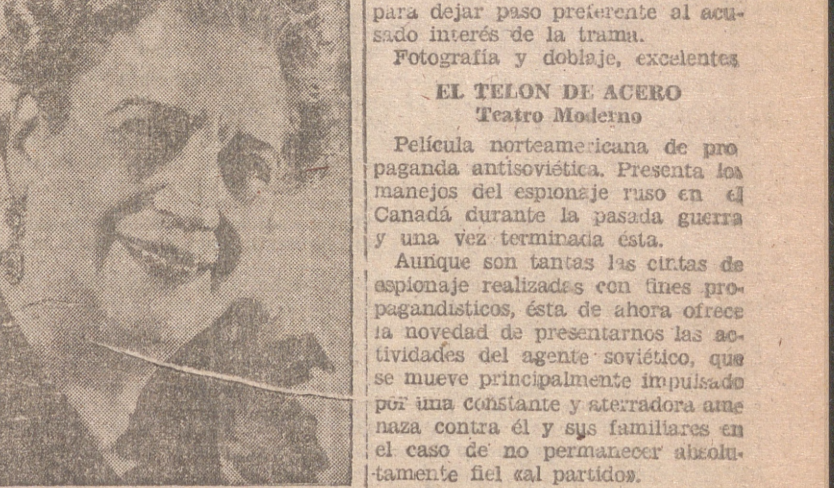 para dejar paso preferente al acu-
sado interés de la trama.
Fotografía y doblaje, excelentes
EL TELON DE ACERO
Teatro Moderno
Película norteamericana de pro
paganda antisoviética. Presenta los
manejos del espionaje ruso en el
Canadá durante la pasada guerra
y una vez terminada ésta.
Aunque son tantas las cintas de
espionaje realizadas con fines pro-
pagandisticos, ésta de ahora ofrece
la novedad de presentarnos las ac-
tividades del agente soviético, que
se mueve principalmente impulsado
por una constante y aterradora ame
naza contra él y sus familiares en
el caso de no permanecer absolu-
tamente fiel «al partido».